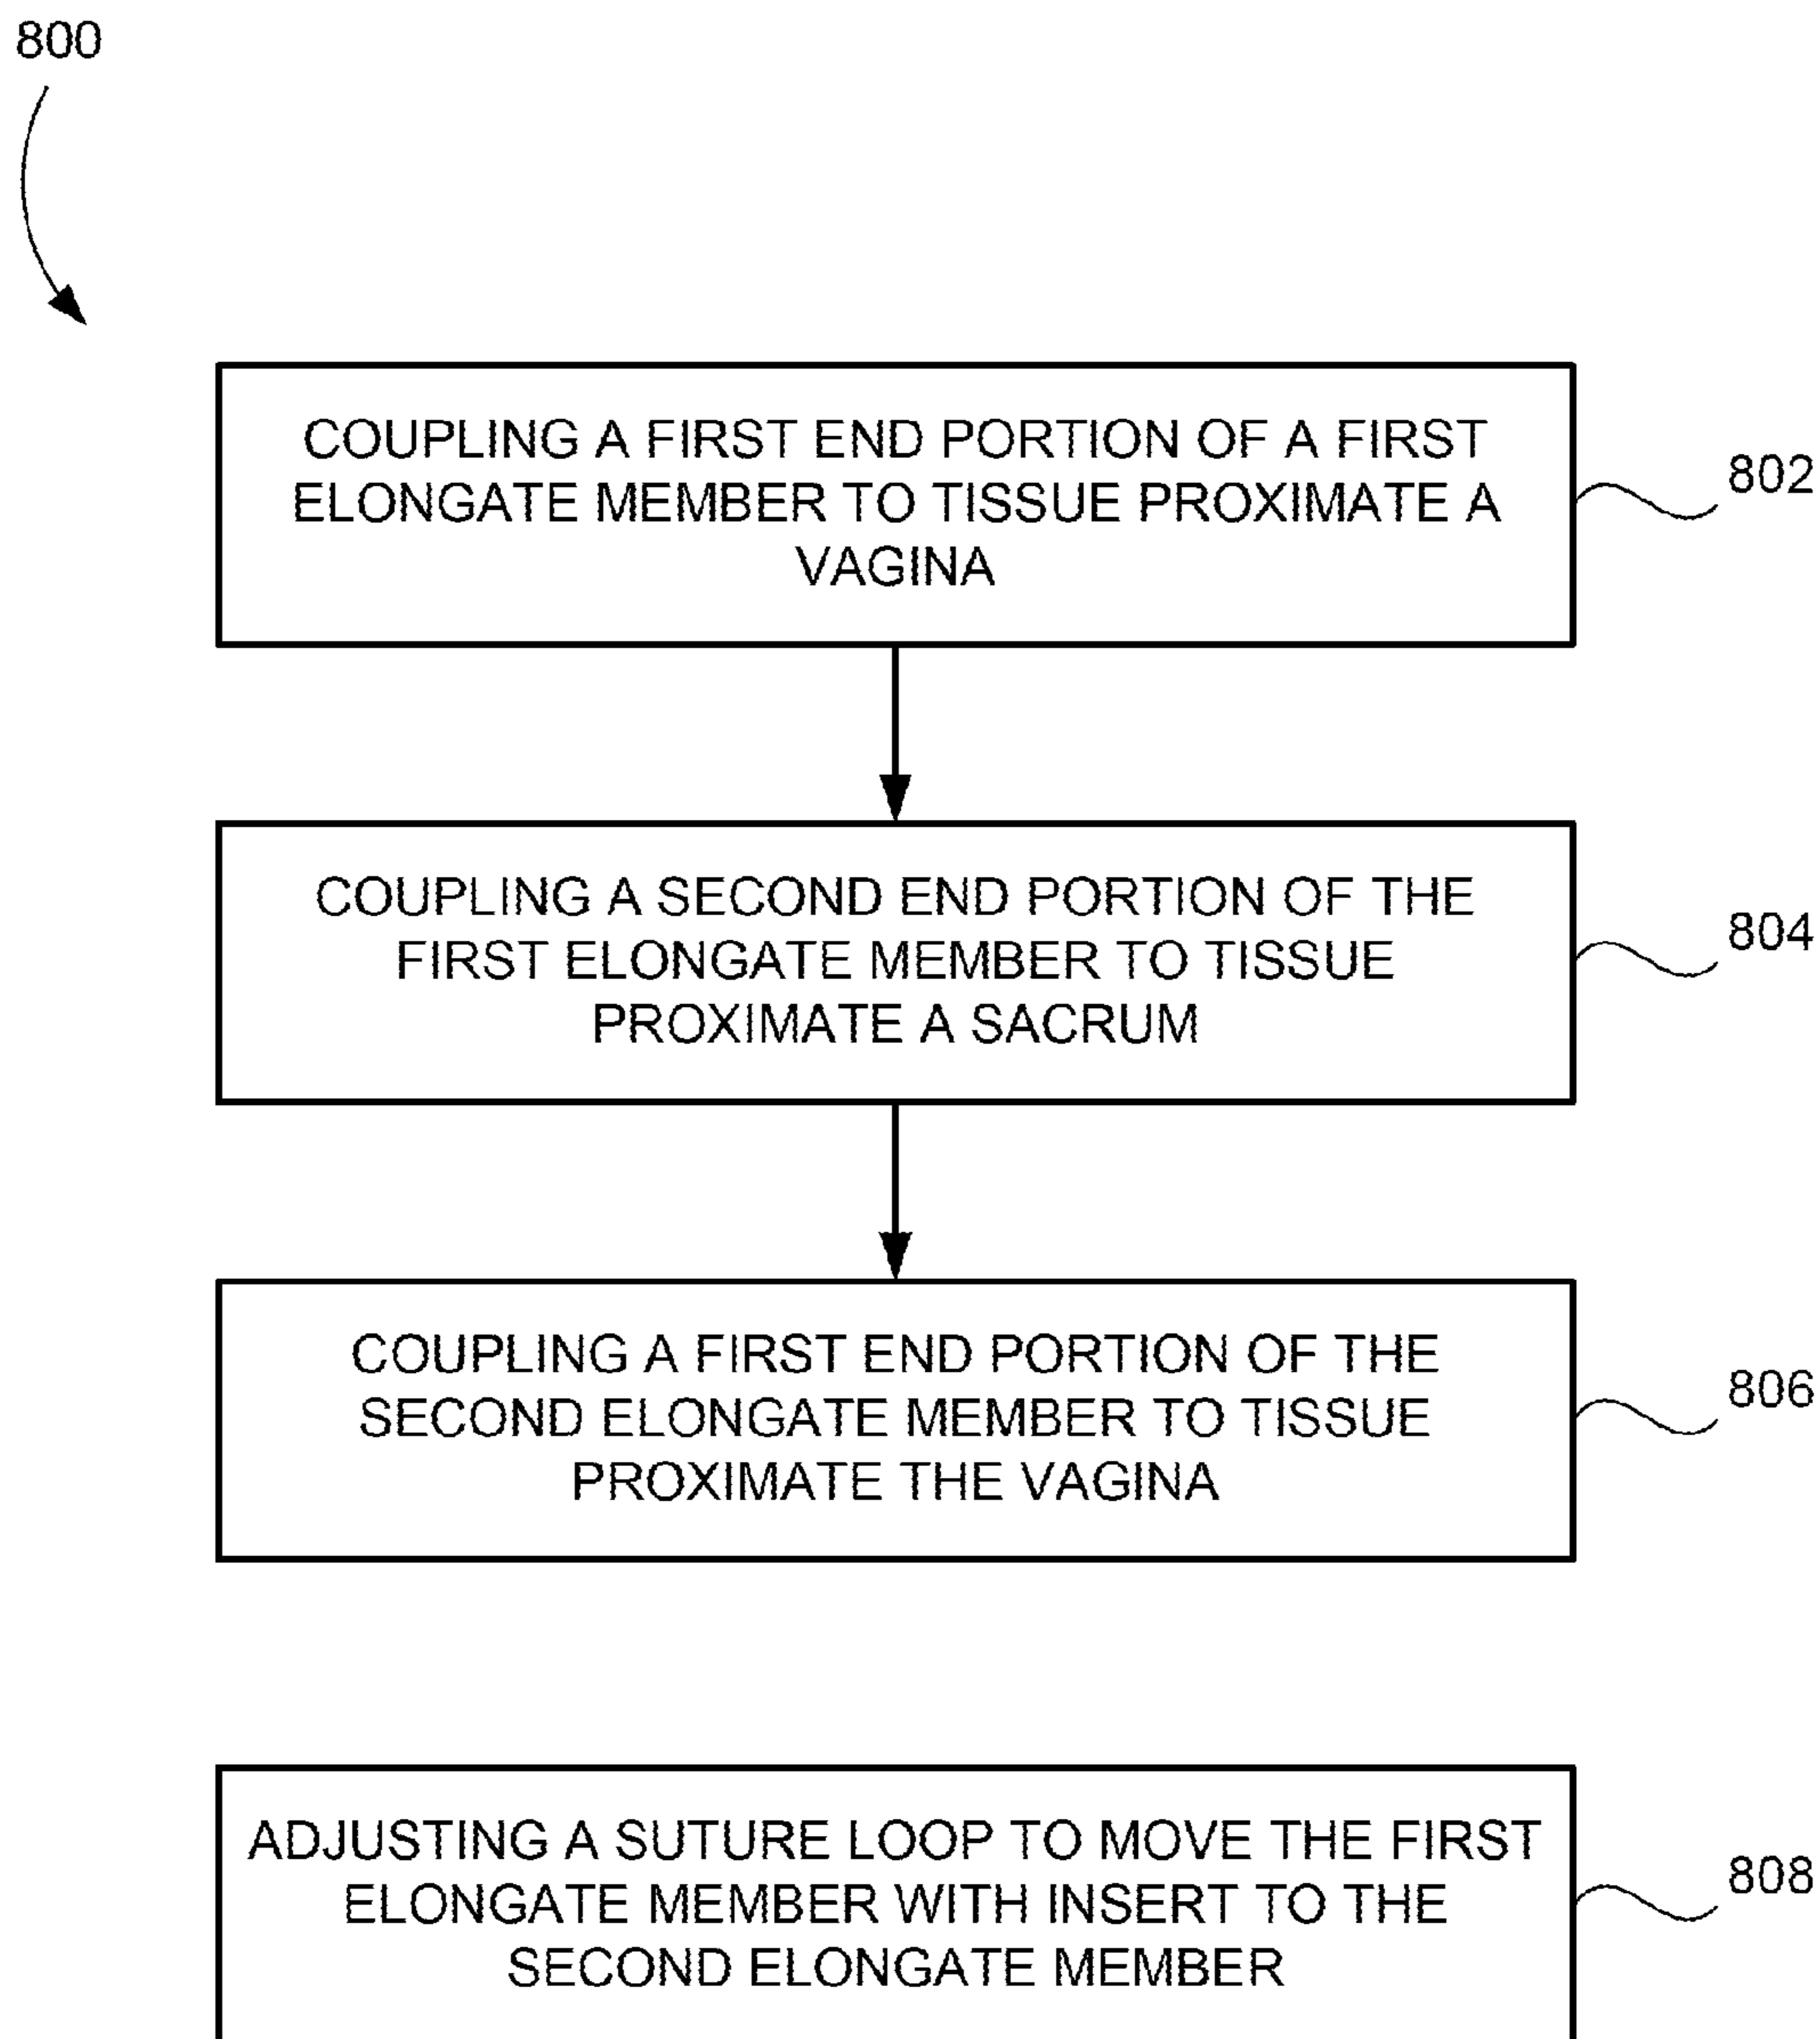 800
COUPLING A FIRST END PORTION OF A FIRST
ELONGATE MEMBER TO TISSUE PROXIMATE A
VAGINA
802
COUPLING A SECOND END PORTION OF THE
FIRST ELONGATE MEMBER TO TISSUE
PROXIMATE A SACRUM
804
COUPLING A FIRST END PORTION OF THE
SECOND ELONGATE MEMBER TO TISSUE
PROXIMATE THE VAGINA
806
ADJUSTING A SUTURE LOOP TO MOVE THE FIRST
ELONGATE MEMBER WITH INSERT TO THE
SECOND ELONGATE MEMBER
808